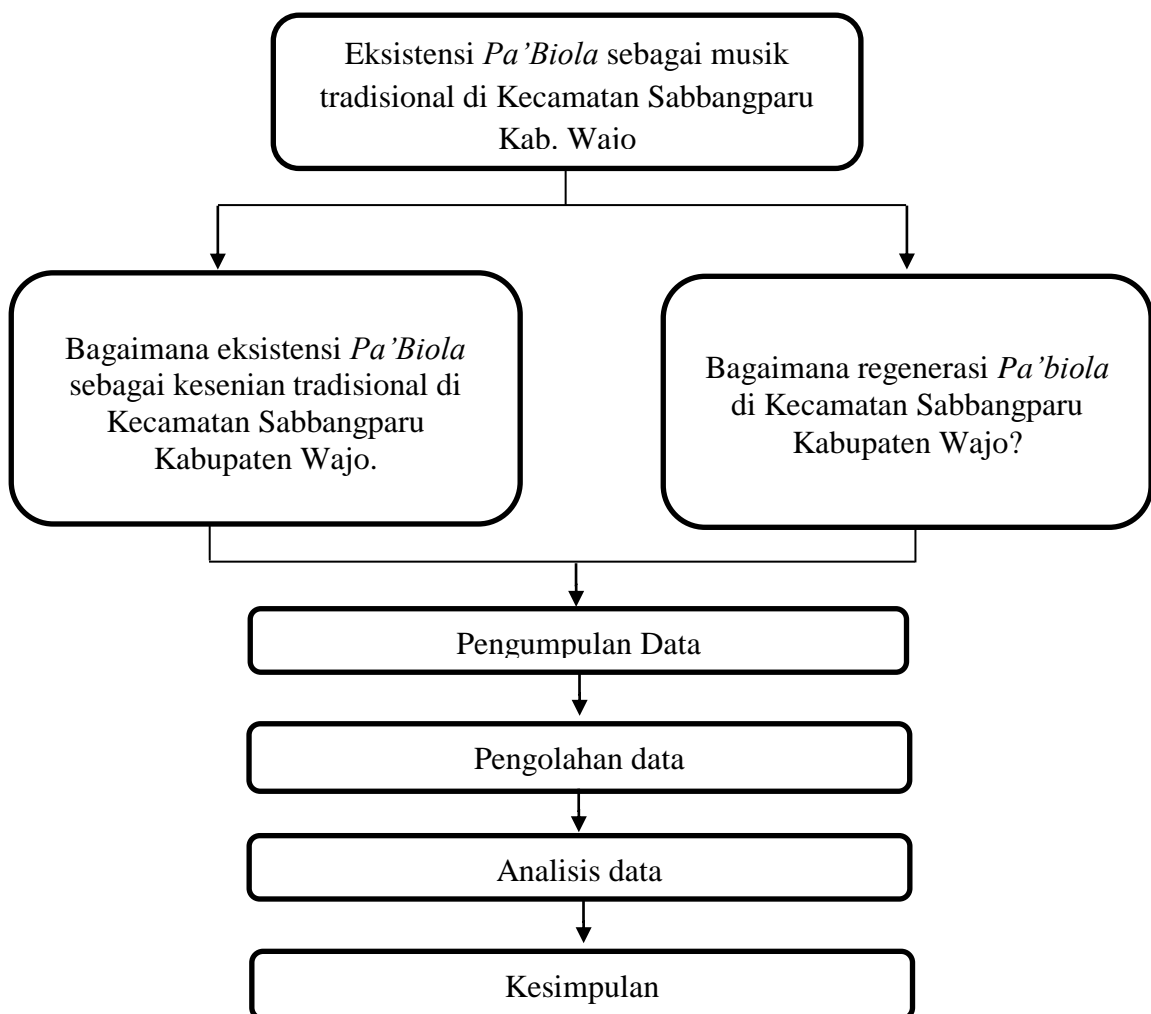 Eksistensi Pa’Biola sebagai musik
tradisional di Kecamatan Sabbangparu
Kab. Wajo
Bagaimana eksistensi Pa’Biola
sebagai kesenian tradisional di
Kecamatan Sabbangparu
Kabupaten Wajo.
Bagaimana regenerasi Pa’biola
di Kecamatan Sabbangparu
Kabupaten Wajo?
Pengumpulan Data
Pengolahan data
Analisis data
Kesimpulan